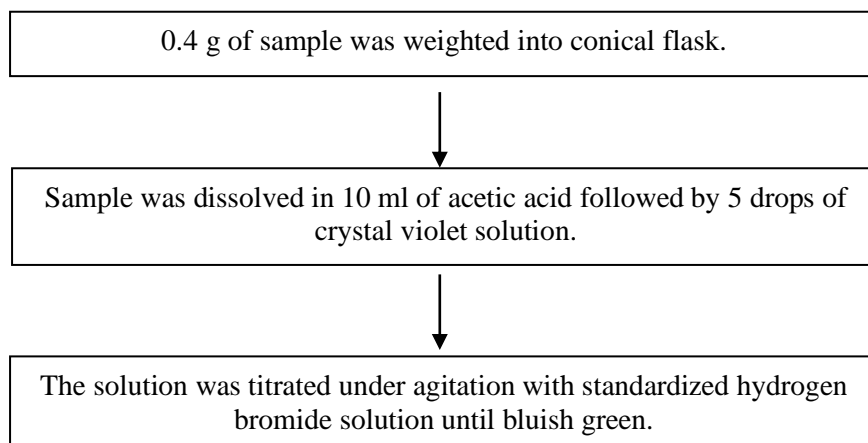 0.4 g of sample was weighted into conical flask.
Sample was dissolved in 10 ml of acetic acid followed by 5 drops of
crystal violet solution.
The solution was titrated under agitation with standardized hydrogen
bromide solution until bluish green.